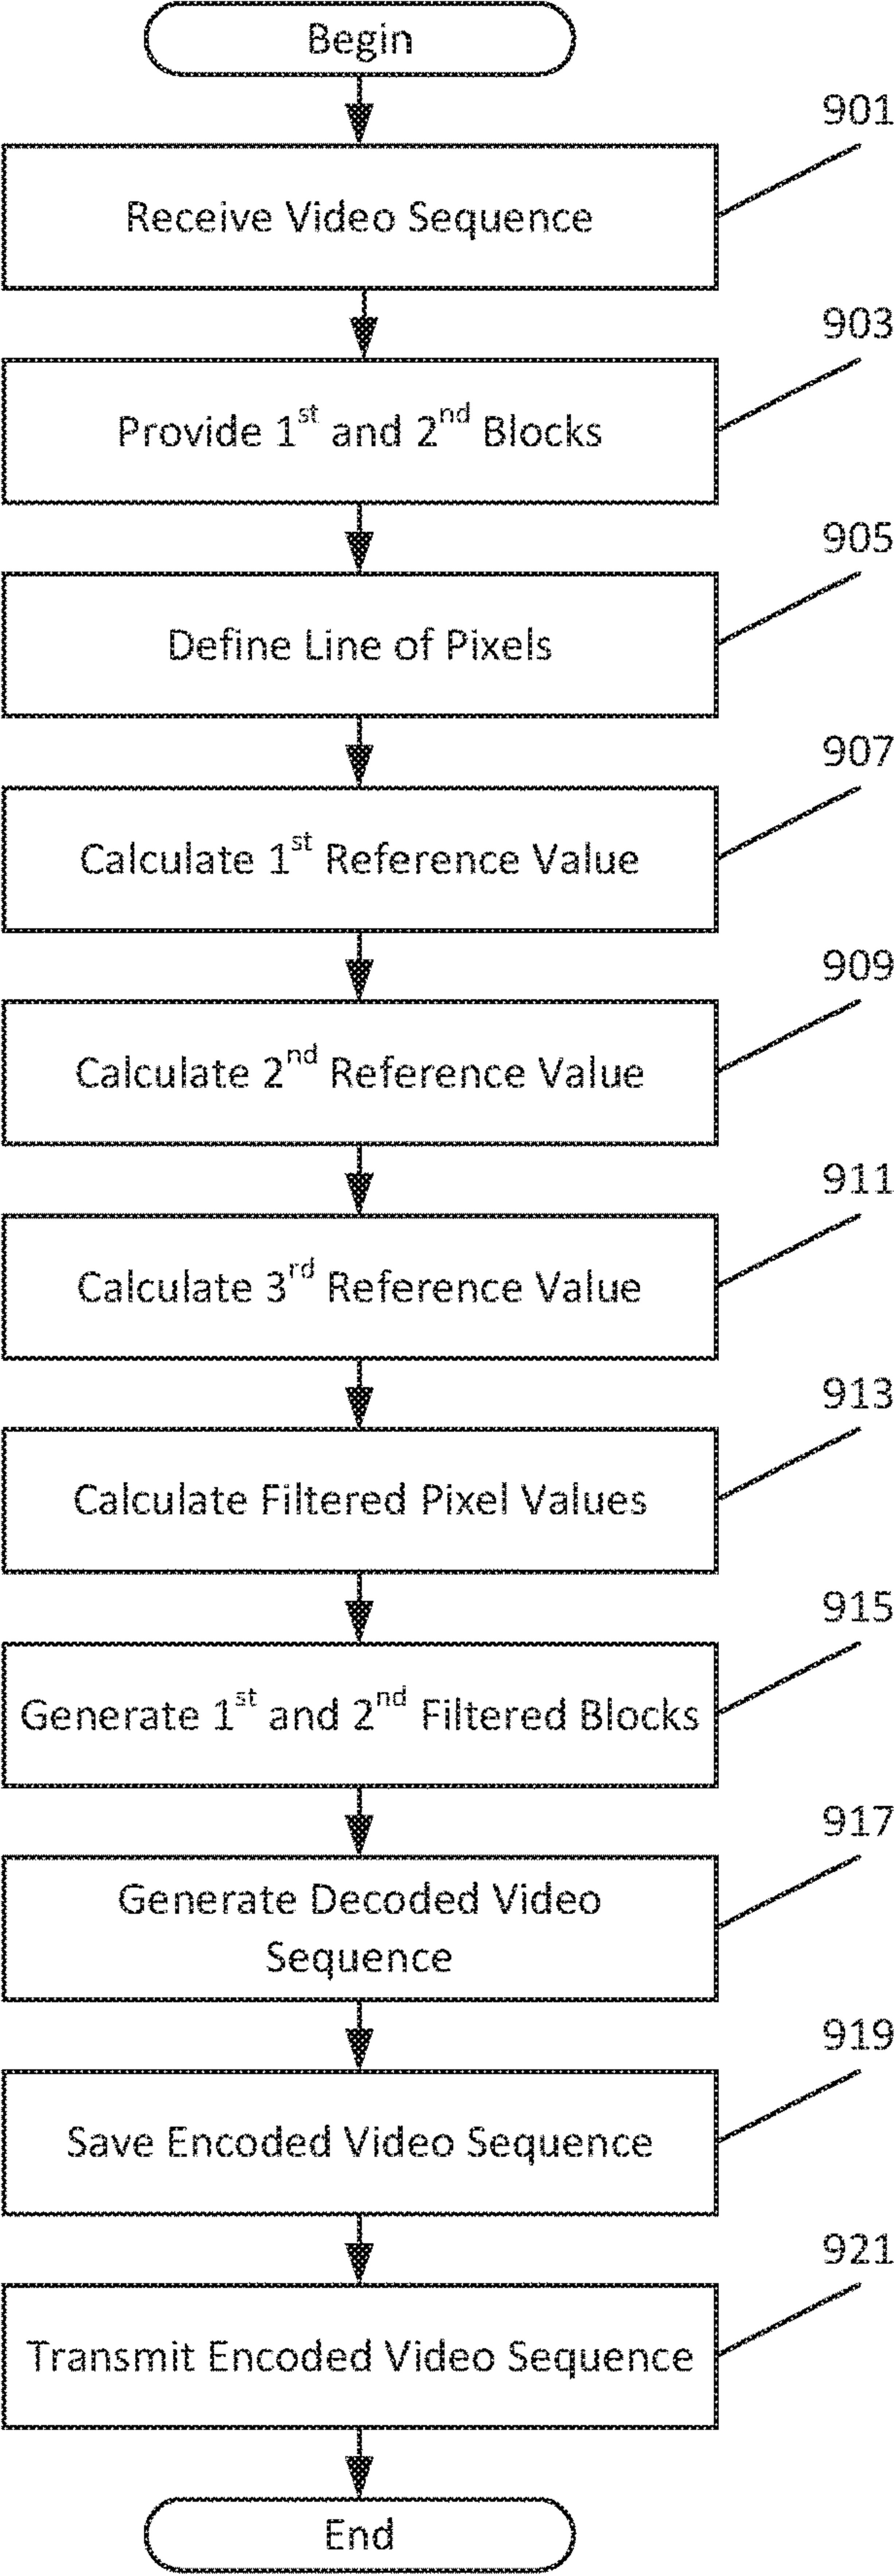 Begin
901
Receive Video Sequence
903
Provide 1st and 2nd Blocks
905
Define Line of Pixels
907
Calculate 1st Reference Value
909
Calculate 2nd Reference Value
911
Calculate 3rd Reference Value
913
Calculate Filtered Pixel Values
915
Generate 1st and 2nd Filtered Blocks
917
Generate Decoded Video
Sequence
919
Save Encoded Video Sequence
921
Transmit Encoded Video Sequence
End